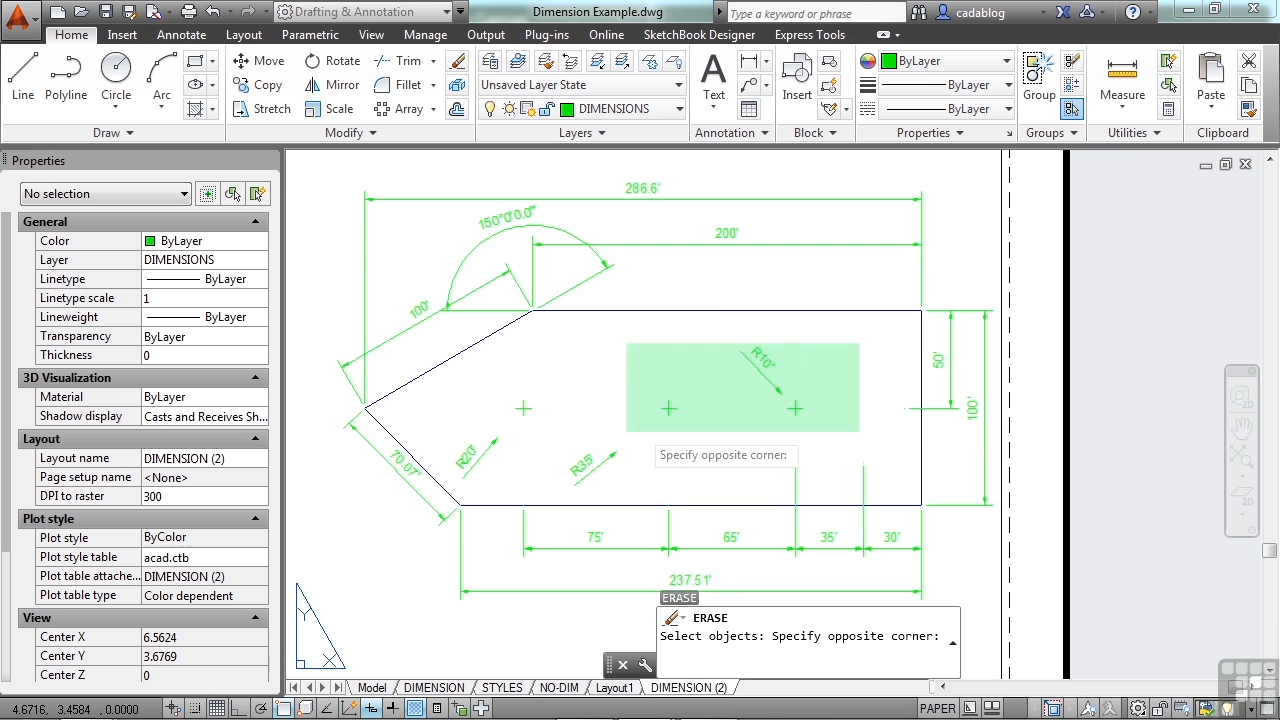 Drafting & Annotation
Dimension Example.dwg
Type a keyword or phrase
cadablog
Home Insert Annotate Layout Parametric View Manage Output Plug-ins Online SketchBook Designer Express Tools
Line Polyline Circle Arc
Move Rotate Trim
Copy Mirror Fillet
Stretch Scale Array
Unsaved Layer State
DIMENSIONS
Text
Insert
ByLayer
ByLayer
ByLayer
Group
Measure
Paste
Draw Modify Layers Annotation Block Properties Groups Utilities Clipboard
Properties
No selection
General
Color ByLayer
Layer DIMENSIONS
Linetype ByLayer
Linetype scale 1
Lineweight ByLayer
Transparency ByLayer
Thickness 0
3D Visualization
Material ByLayer
Shadow display Casts and Receives Sh...
Layout
Layout name DIMENSION (2)
Page setup name <None>
DPI to raster 300
Plot style
Plot style ByColor
Plot style table acad.ctb
Plot table attache... DIMENSION (2)
Plot table type Color dependent
View
Center X 6.5624
Center Y 3.6769
Center Z 0
286.6'
150°0'0.0"
200'
100'
R10'
50'
100'
70.07'
R20'
R35'
Specify opposite corner:
75' 65' 35' 30'
237.51'
ERASE
ERASE
Select objects: Specify opposite corner:
Y
X
Model DIMENSION STYLES NO-DIM Layout1 DIMENSION (2)
4.6716, 3.4584, 0.0000
PAPER